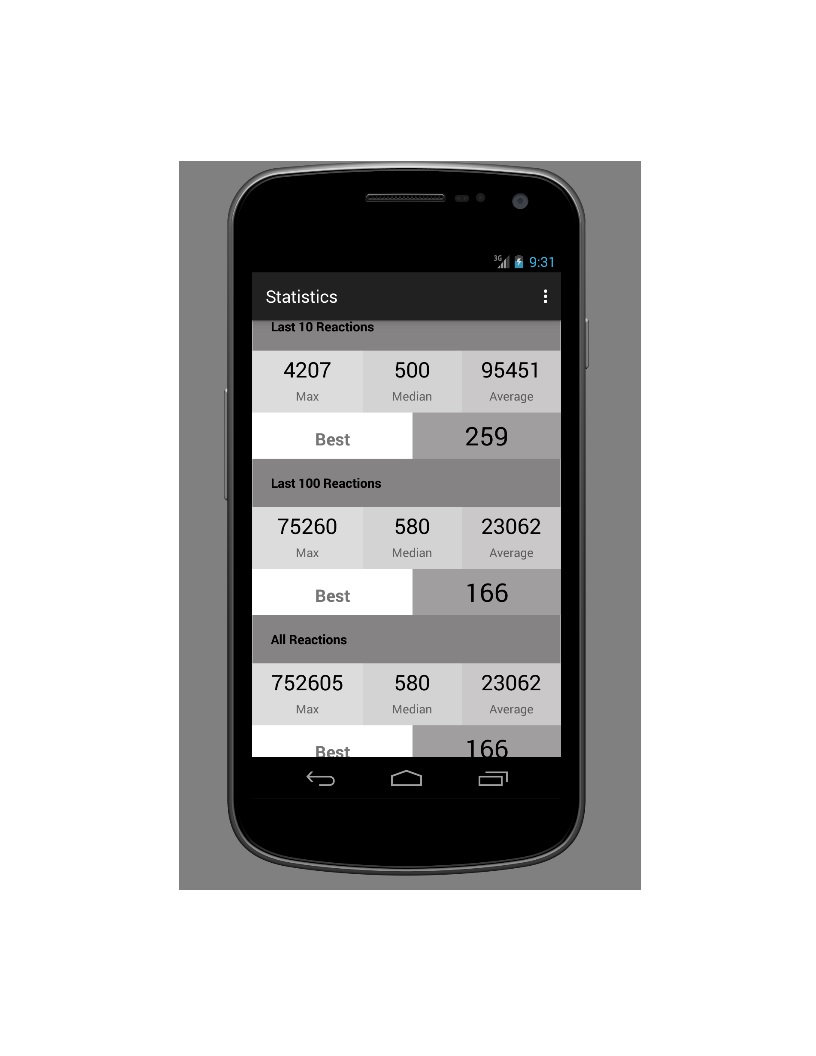 3G 9:31
Statistics
Last 10 Reactions
4207 500 95451
Max Median Average
Best 259
Last 100 Reactions
75260 580 23062
Max Median Average
Best 166
All Reactions
752605 580 23062
Max Median Average
Best 166